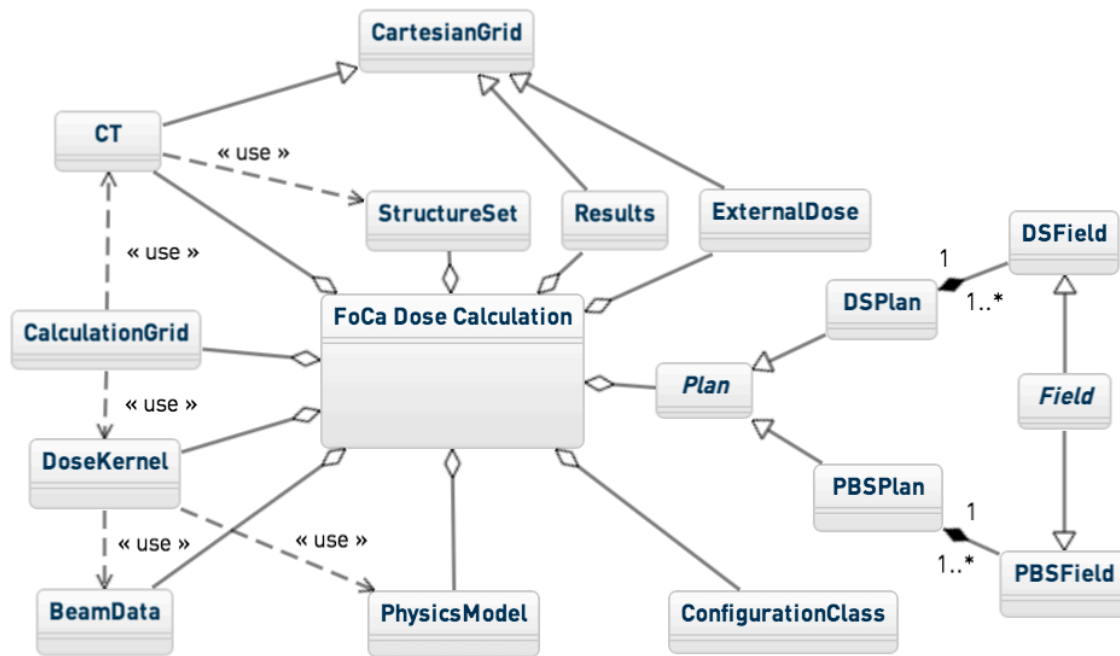 CartesianGrid
CT
« use »
StructureSet
Results
ExternalDose
DSField
« use »
1
1..*
DSPlan
FoCa Dose Calculation
CalculationGrid
Plan
Field
« use »
DoseKernel
PBSPlan
1
1..*
« use »
« use »
PBSField
BeamData
PhysicsModel
ConfigurationClass